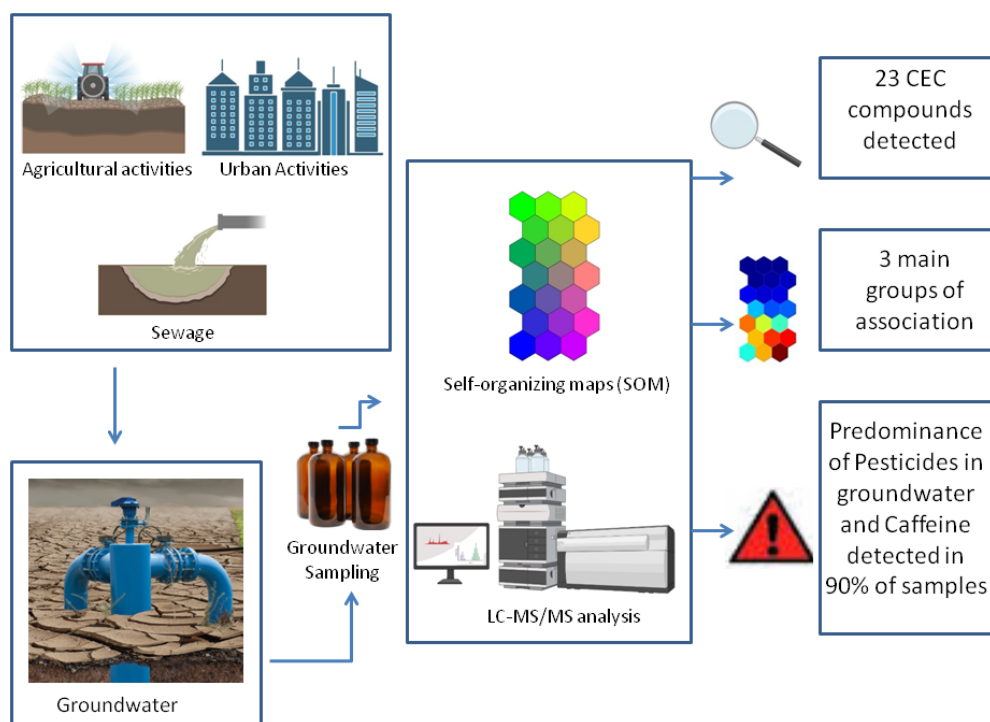 Agricultural activities
Urban Activities
Sewage
Groundwater
Groundwater
Sampling
Self-organizing maps (SOM)
LC-MS/MS analysis
23 CEC
compounds
detected
3 main
groups of
association
Predominance
of Pesticides in
groundwater
and Caffeine
detected in
90% of samples